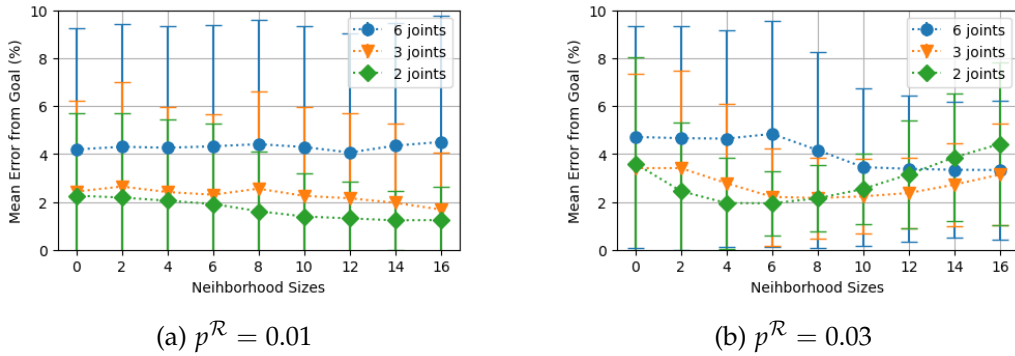 10
8
6
4
2
0
Mean Error from Goal (%)
6 joints
3 joints
2 joints
0 2 4 6 8 10 12 14 16
Neihborhood Sizes
(a) p^ℛ = 0.01
10
8
6
4
2
0
Mean Error from Goal (%)
6 joints
3 joints
2 joints
0 2 4 6 8 10 12 14 16
Neihborhood Sizes
(b) p^ℛ = 0.03